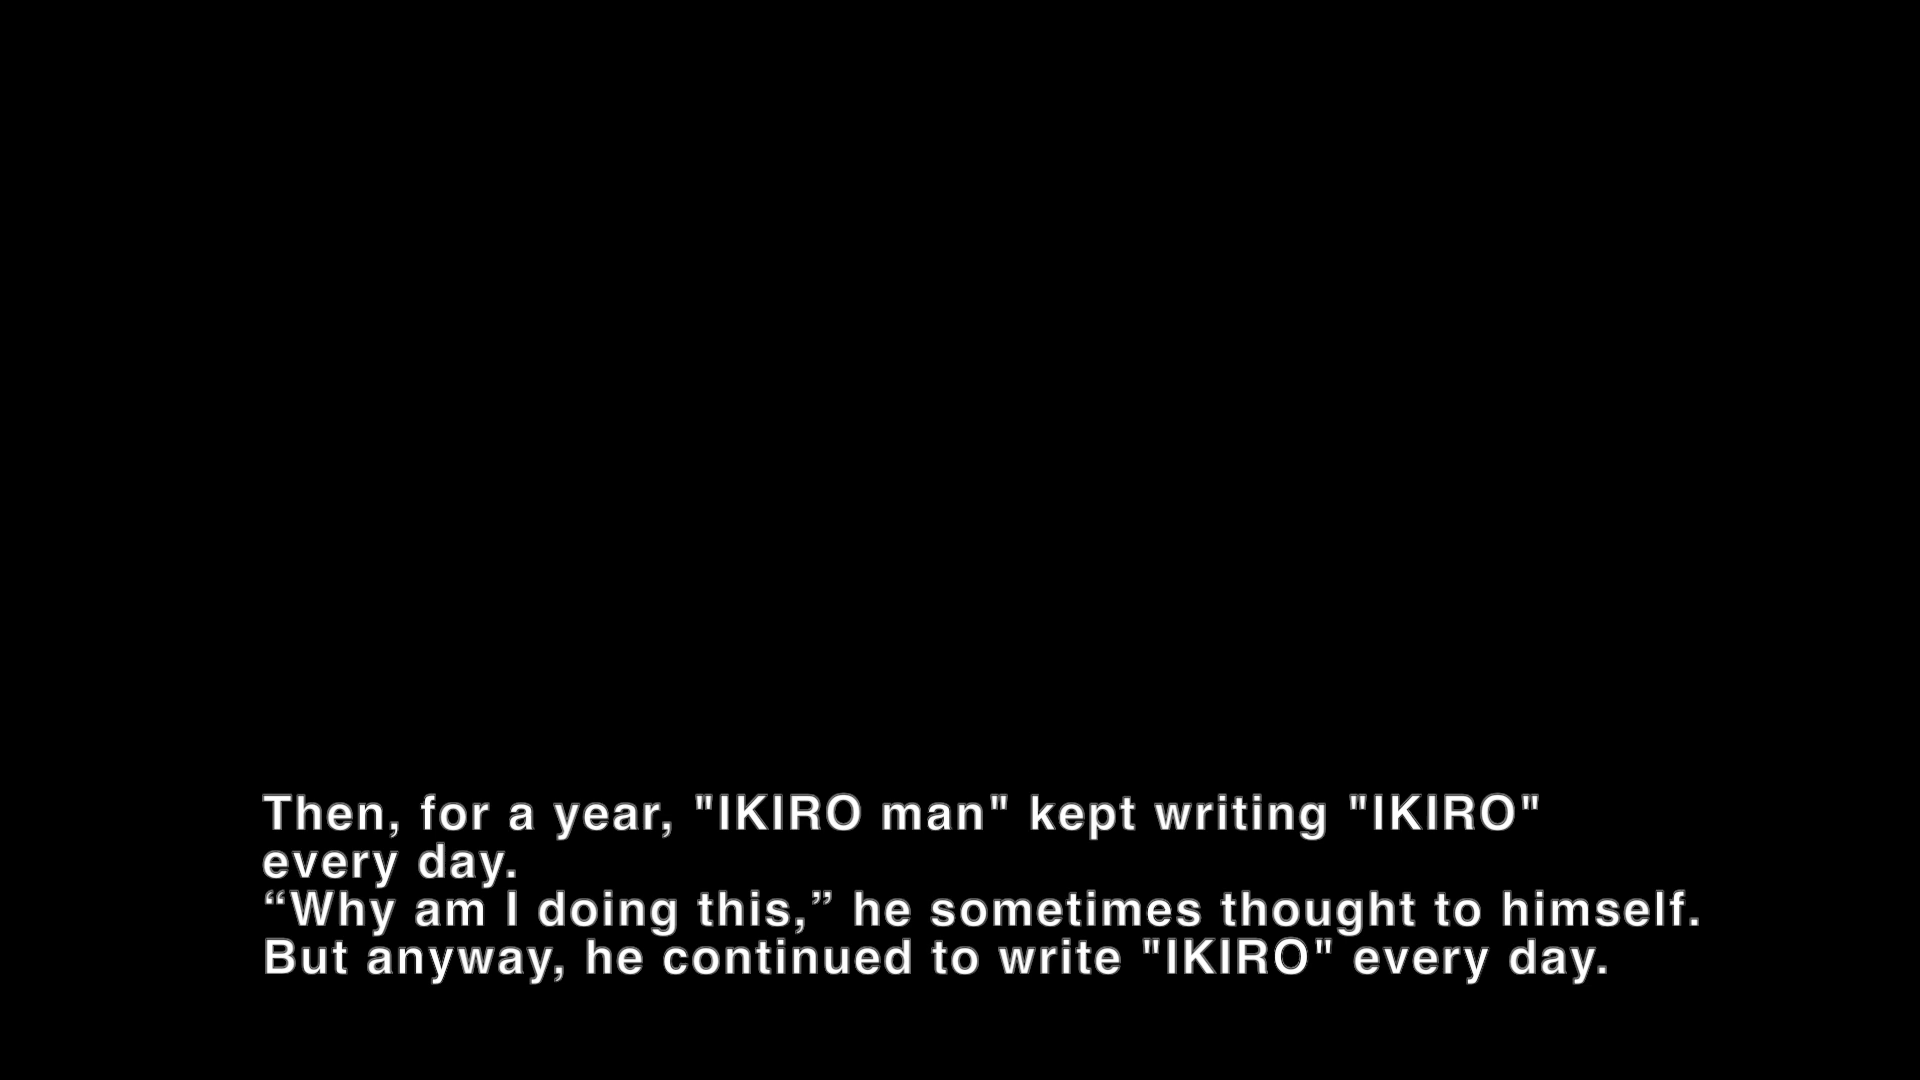 Then, for a year, "IKIRO man" kept writing "IKIRO"
every day.
“Why am I doing this,” he sometimes thought to himself.
But anyway, he continued to write "IKIRO" every day.